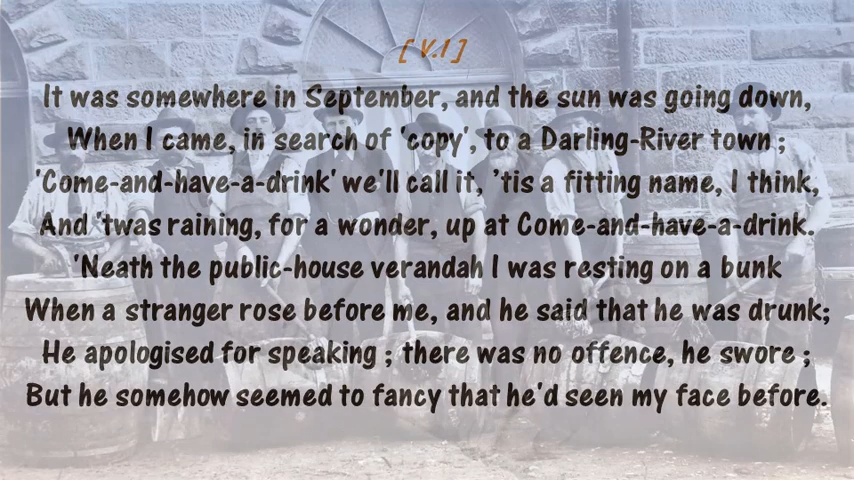 [ V.1 ]
It was somewhere in September, and the sun was going down,
When I came, in search of 'copy', to a Darling-River town ;
'Come-and-have-a-drink' we'll call it, 'tis a fitting name, I think,
And 'twas raining, for a wonder, up at Come-and-have-a-drink.
'Neath the public-house verandah I was resting on a bunk
When a stranger rose before me, and he said that he was drunk;
He apologised for speaking ; there was no offence, he swore ;
But he somehow seemed to fancy that he'd seen my face before.